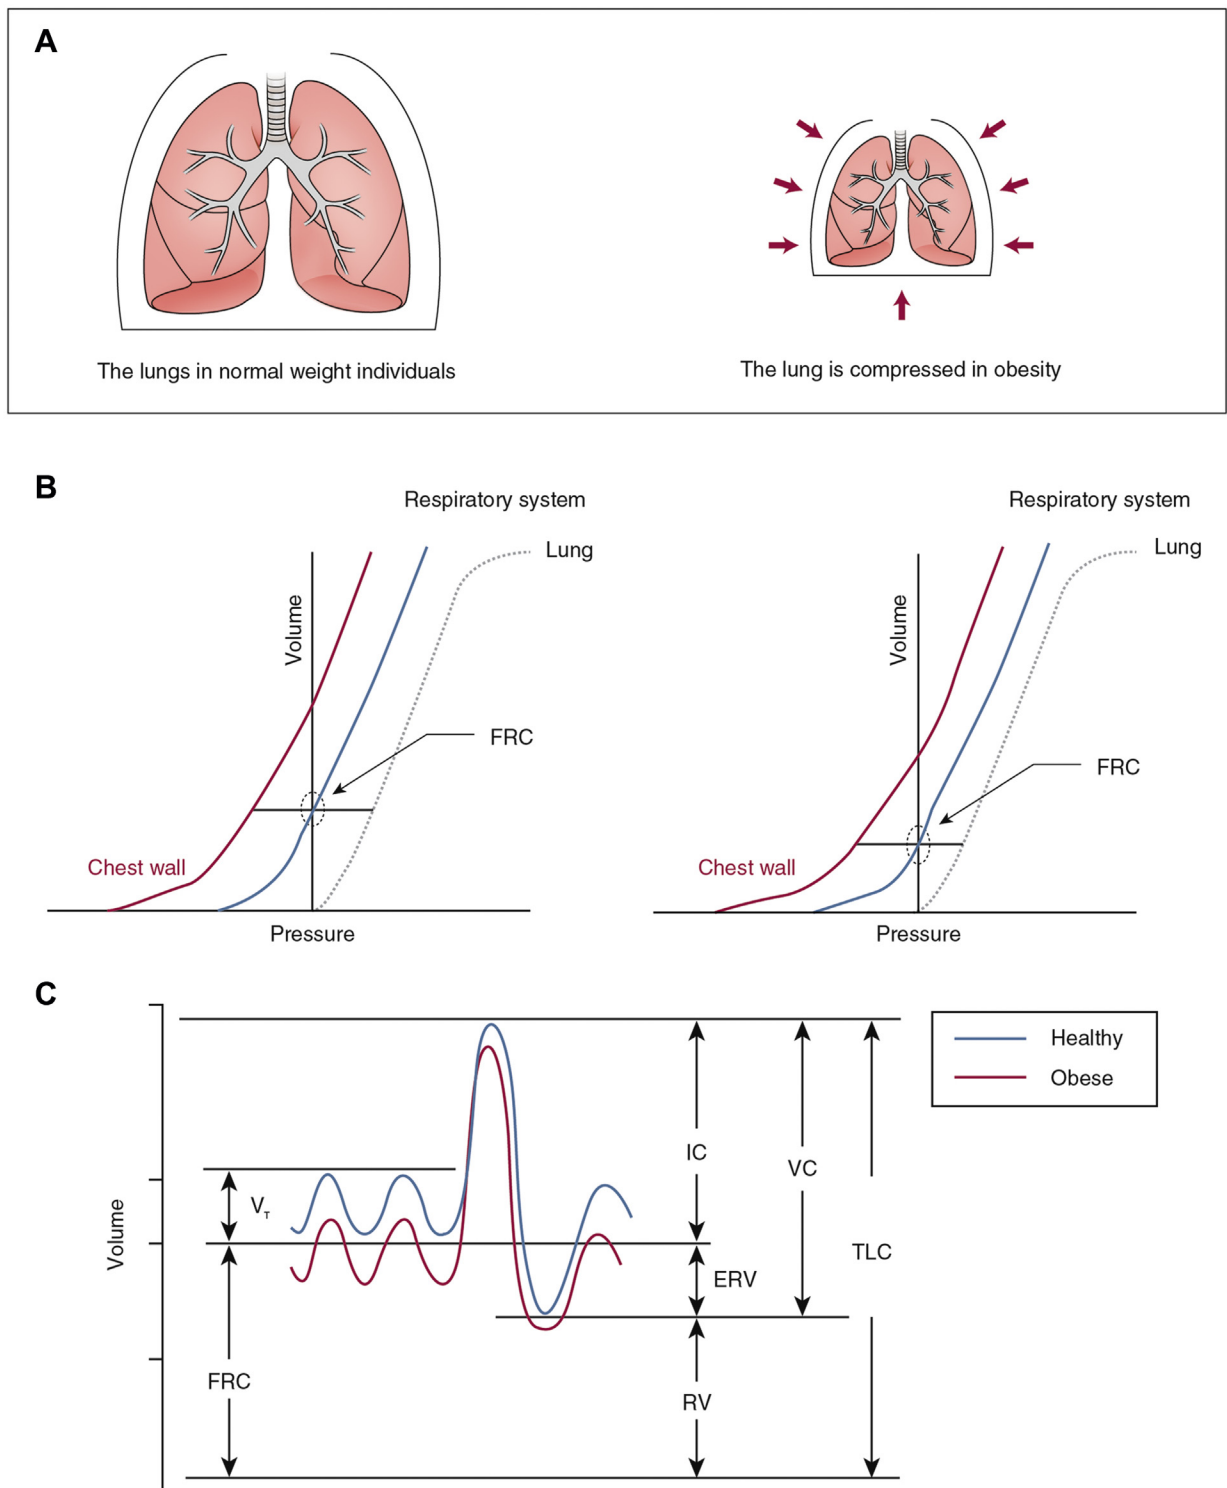 A
The lungs in normal weight individuals
The lung is compressed in obesity
B
Respiratory system
Lung
Volume
FRC
Chest wall
Pressure
Respiratory system
Lung
Volume
FRC
Chest wall
Pressure
C
Healthy
Obese
IC
VC
V_T
Volume
TLC
ERV
FRC
RV